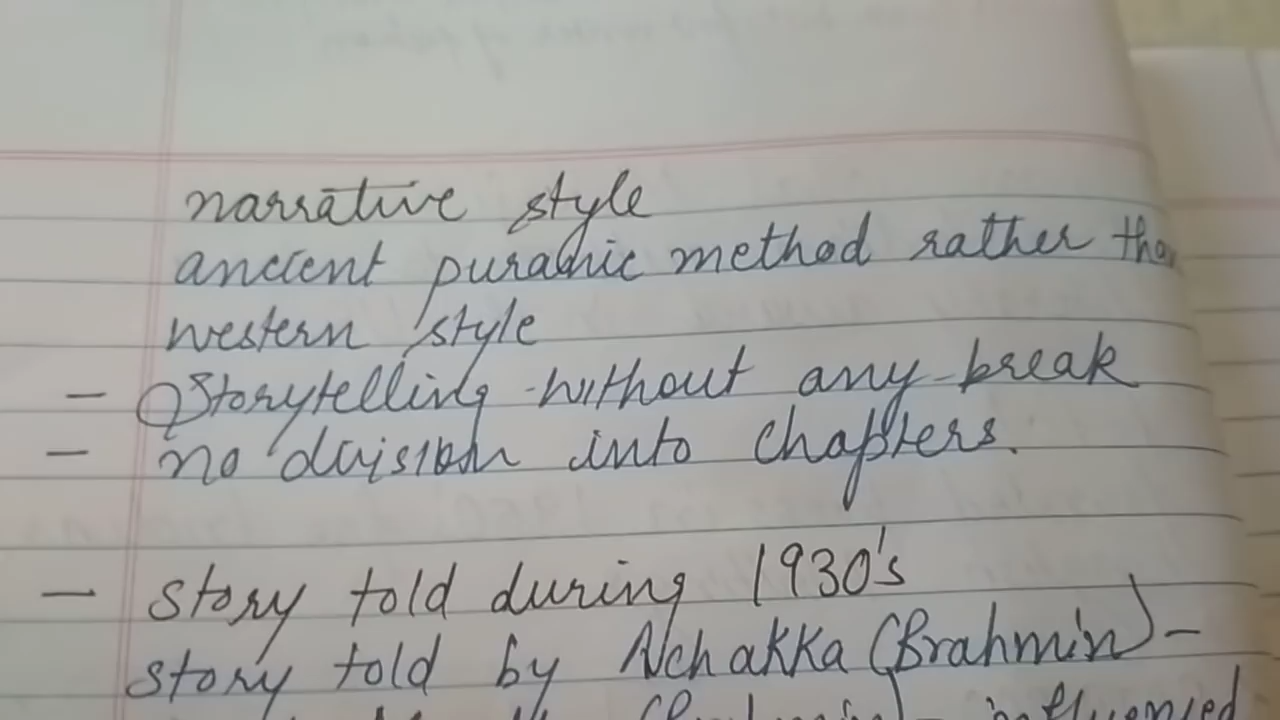 narrative style
ancient puranic method rather than
western style
- Storytelling without any break
- no division into chapters.
- story told during 1930's
story told by Achakka (Brahmin) -
influenced